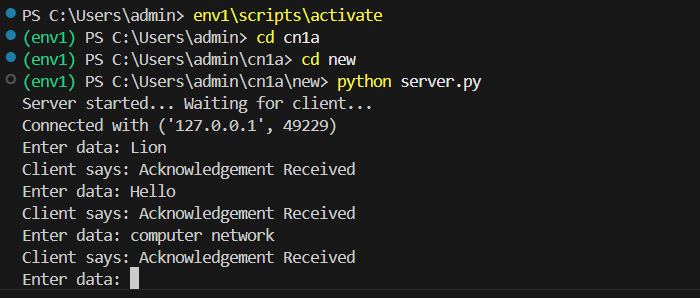 PS C:\Users\admin> env1\scripts\activate
(env1) PS C:\Users\admin> cd cn1a
(env1) PS C:\Users\admin\cn1a> cd new
(env1) PS C:\Users\admin\cn1a\new> python server.py
Server started... Waiting for client...
Connected with ('127.0.0.1', 49229)
Enter data: Lion
Client says: Acknowledgement Received
Enter data: Hello
Client says: Acknowledgement Received
Enter data: computer network
Client says: Acknowledgement Received
Enter data: